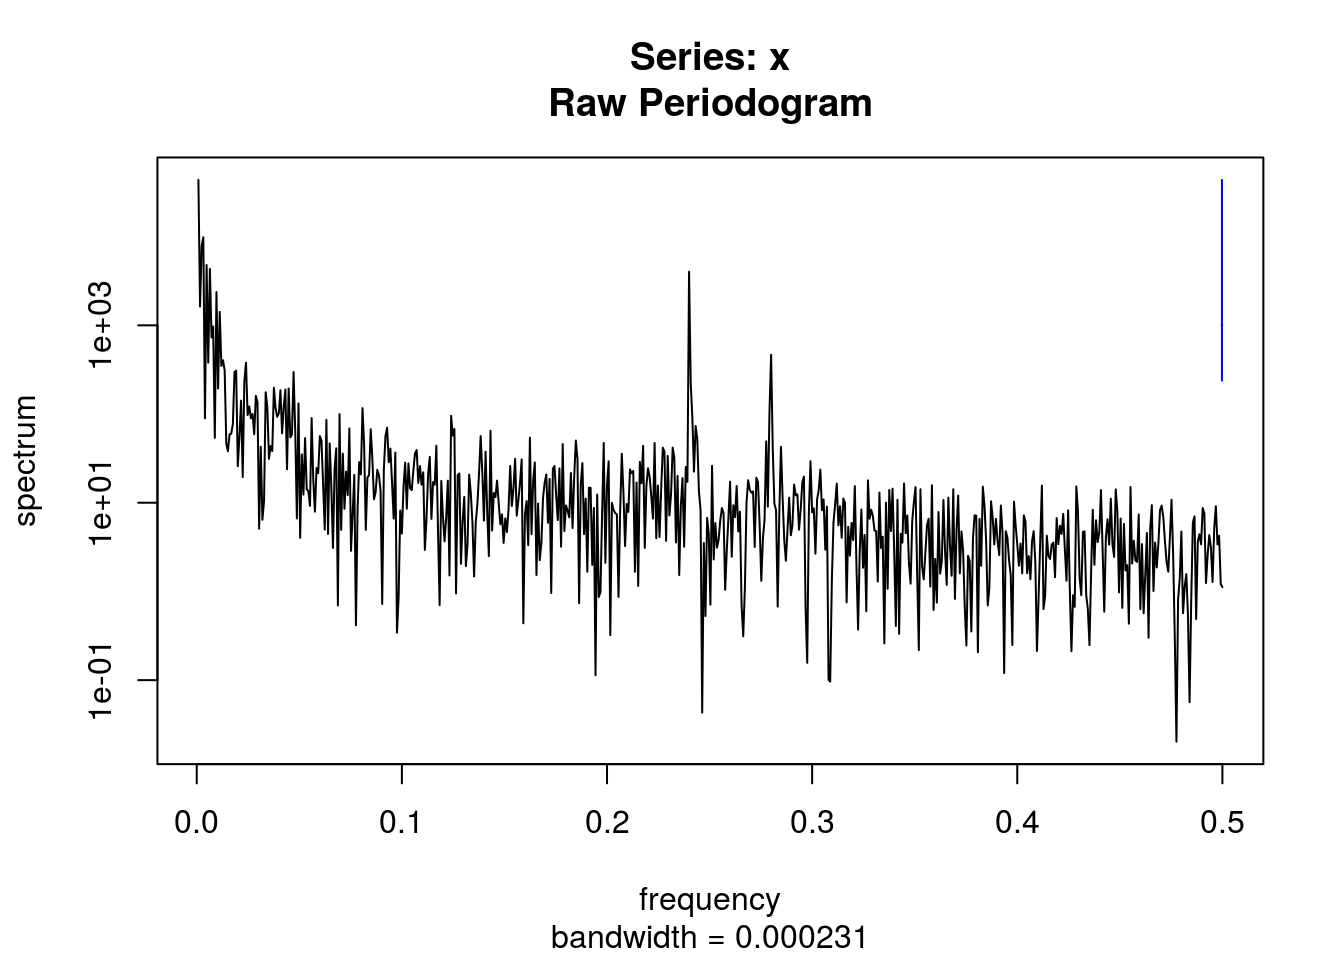 Series: x
Raw Periodogram
spectrum
1e+03
1e+01
1e-01
0.0 0.1 0.2 0.3 0.4 0.5
frequency
bandwidth = 0.000231